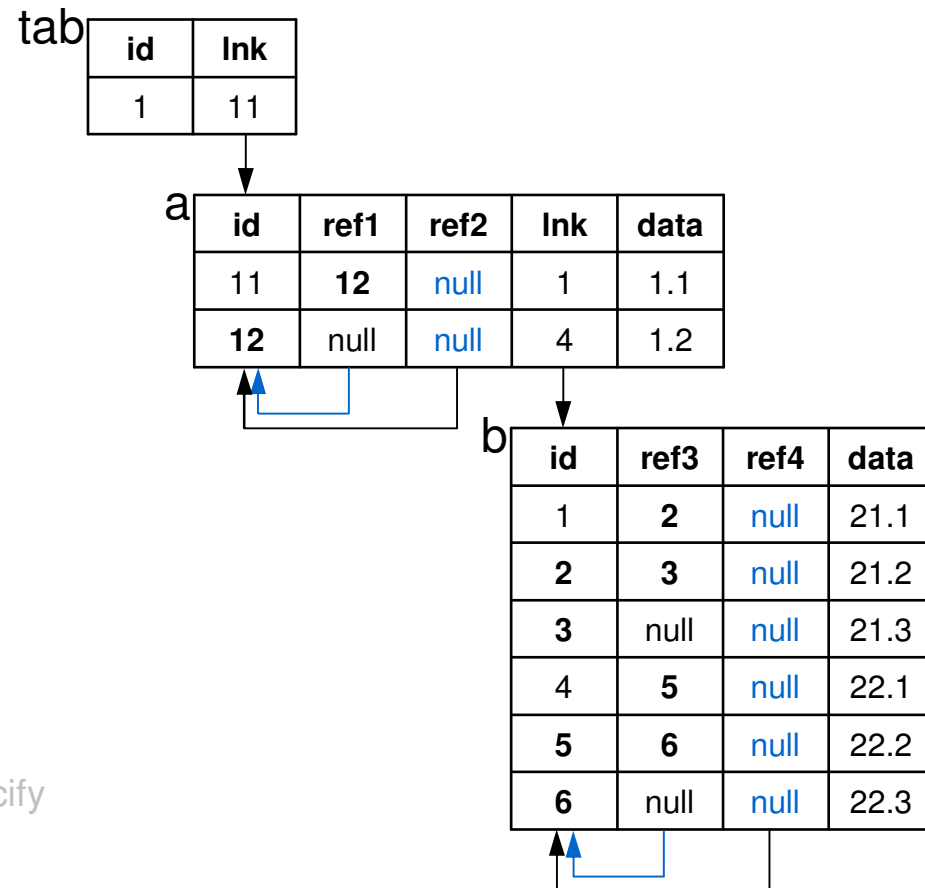 tab
id lnk
1 11
a
id ref1 ref2 lnk data
11 12 null 1 1.1
12 null null 4 1.2
b
id ref3 ref4 data
1 2 null 21.1
2 3 null 21.2
3 null null 21.3
4 5 null 22.1
5 6 null 22.2
cify
6 null null 22.3